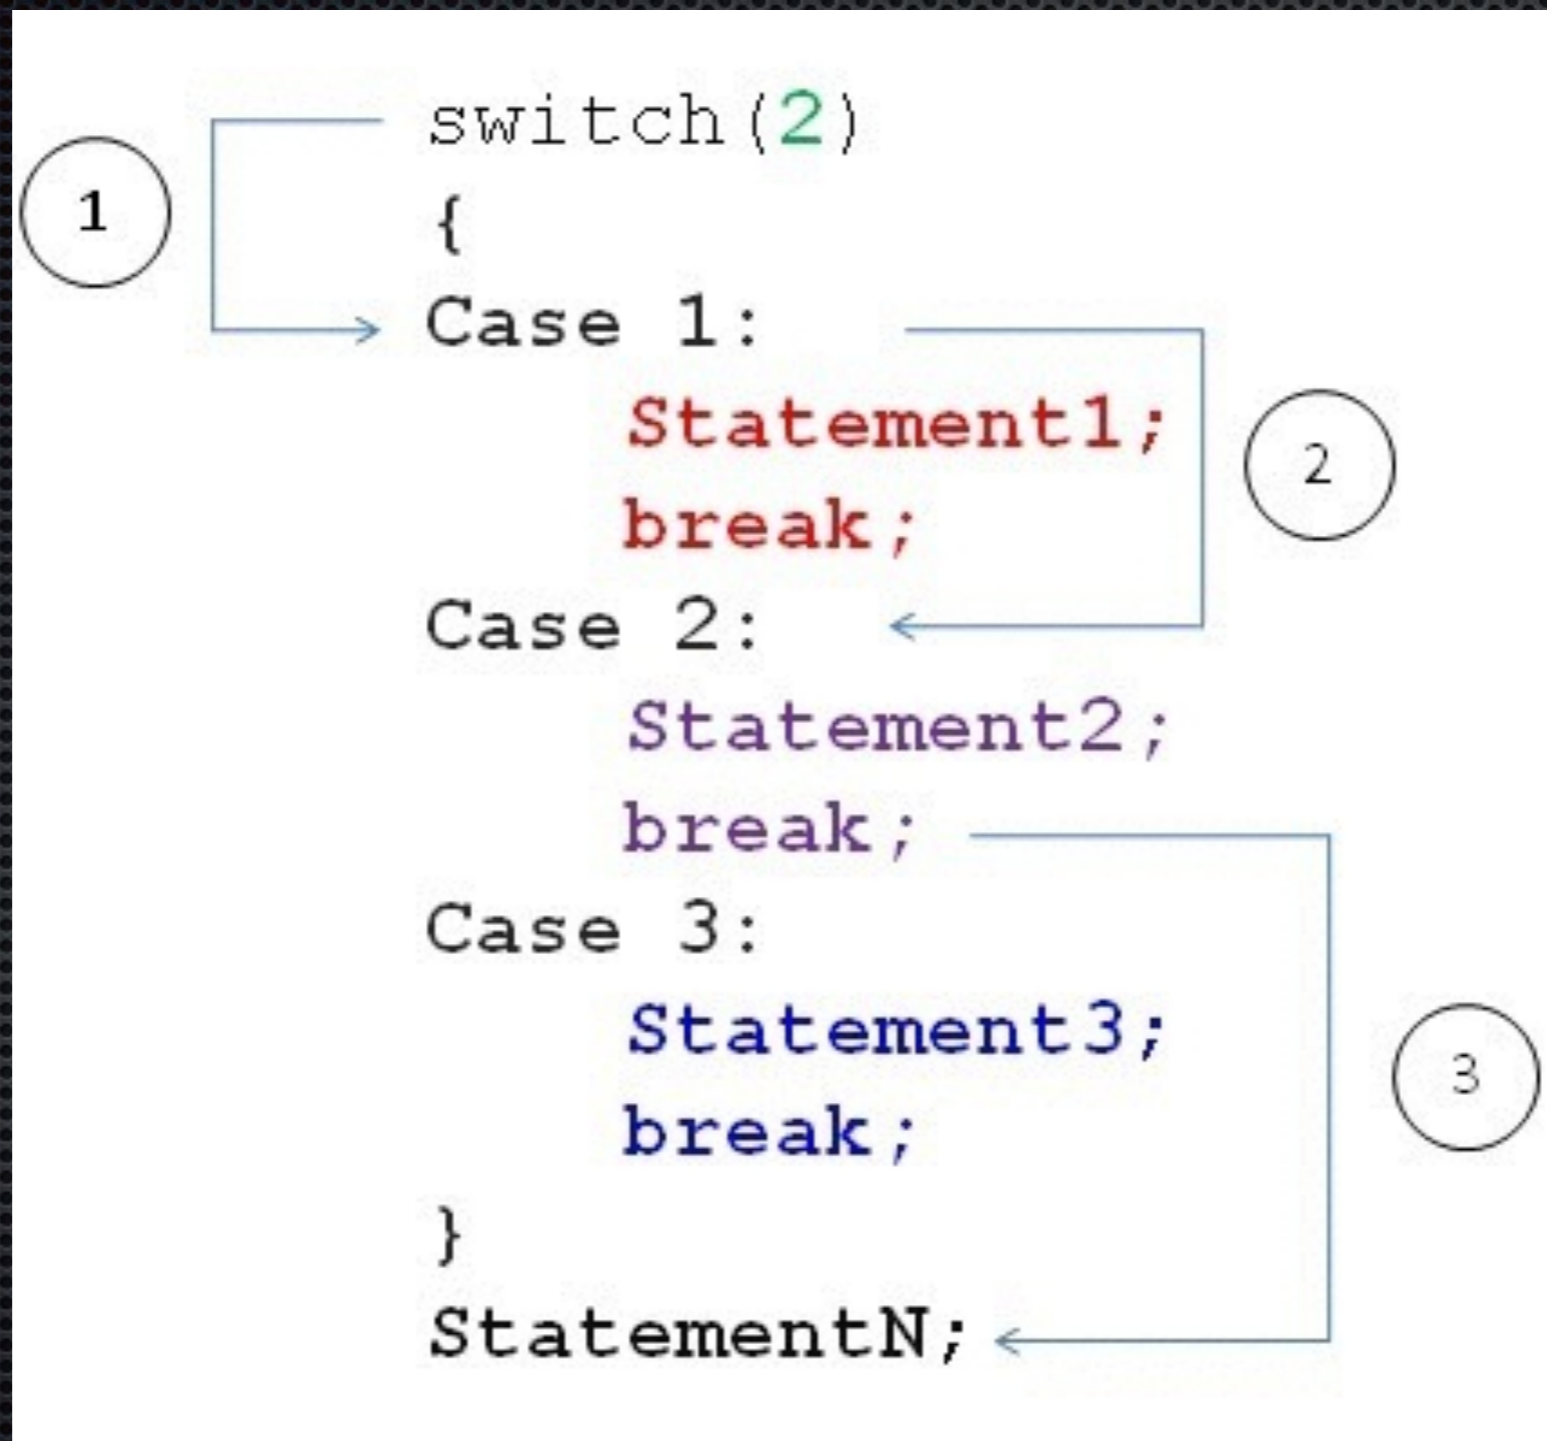 switch(2)
1
{
Case 1:
Statement1;
2
break;
Case 2:
Statement2;
break;
Case 3:
Statement3;
3
break;
}
StatementN;